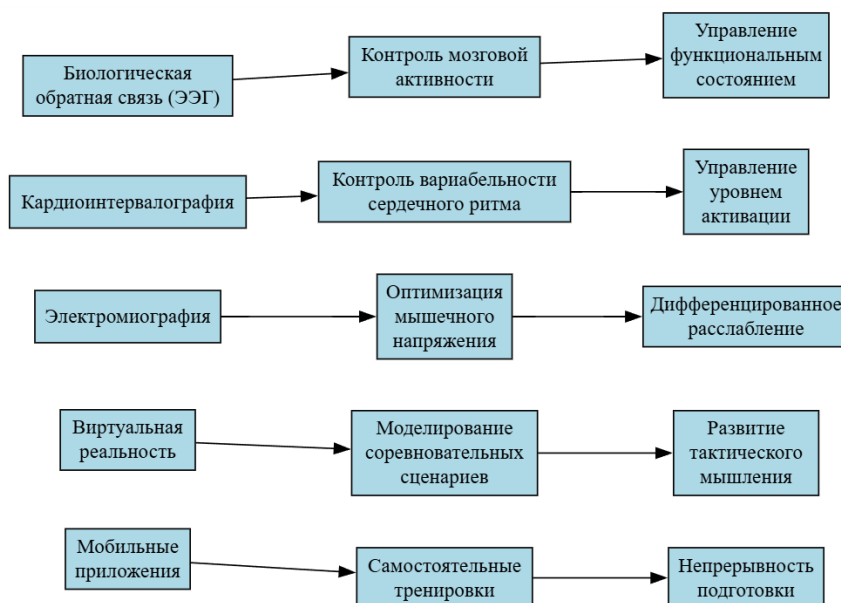 Биологическая
обратная связь (ЭЭГ)
Контроль мозговой
активности
Управление
функциональным
состоянием
Кардиоинтервалография
Контроль вариабельности
сердечного ритма
Управление
уровнем
активации
Электромиография
Оптимизация
мышечного
напряжения
Дифференцированное
расслабление
Виртуальная
реальность
Моделирование
соревновательных
сценариев
Развитие
тактического
мышления
Мобильные
приложения
Самостоятельные
тренировки
Непрерывность
подготовки